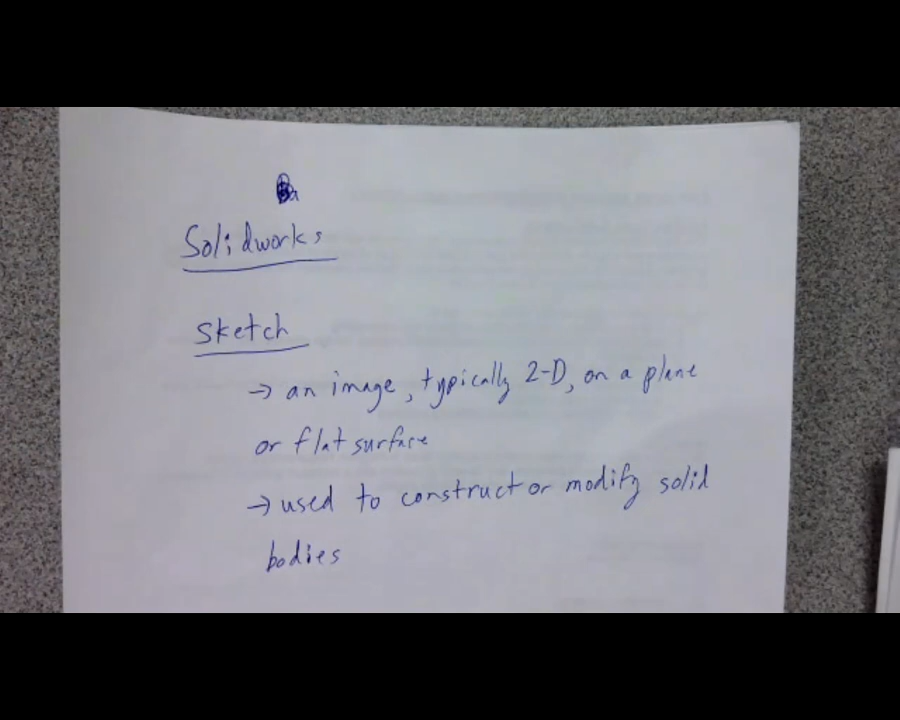 Solidworks
Sketch
→ an image, typically 2-D, on a plane
or flat surface
→ used to construct or modify solid
bodies